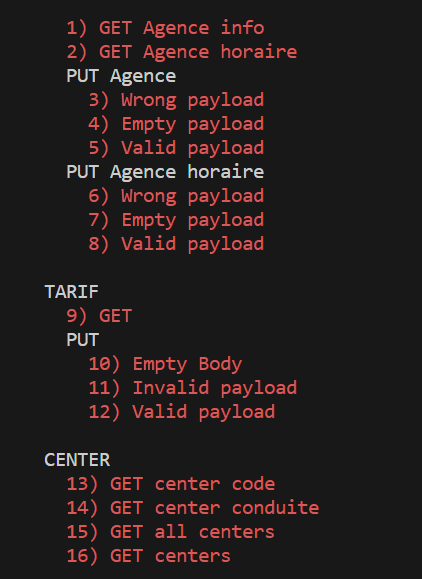 1) GET Agence info
2) GET Agence horaire
PUT Agence
3) Wrong payload
4) Empty payload
5) Valid payload
PUT Agence horaire
6) Wrong payload
7) Empty payload
8) Valid payload
TARIF
9) GET
PUT
10) Empty Body
11) Invalid payload
12) Valid payload
CENTER
13) GET center code
14) GET center conduite
15) GET all centers
16) GET centers